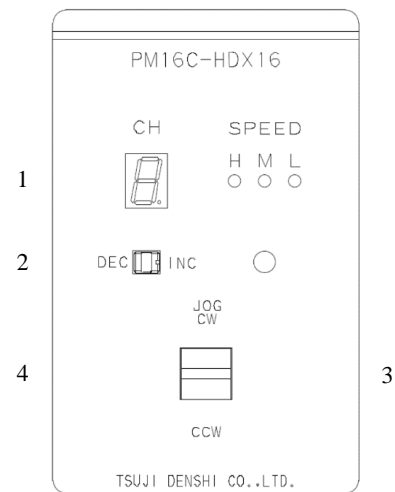 PM16C-HDX16
CH SPEED
H M L
1
2 DEC INC
JOG
CW
4 3
CCW
TSUJI DENSHI CO.,LTD.